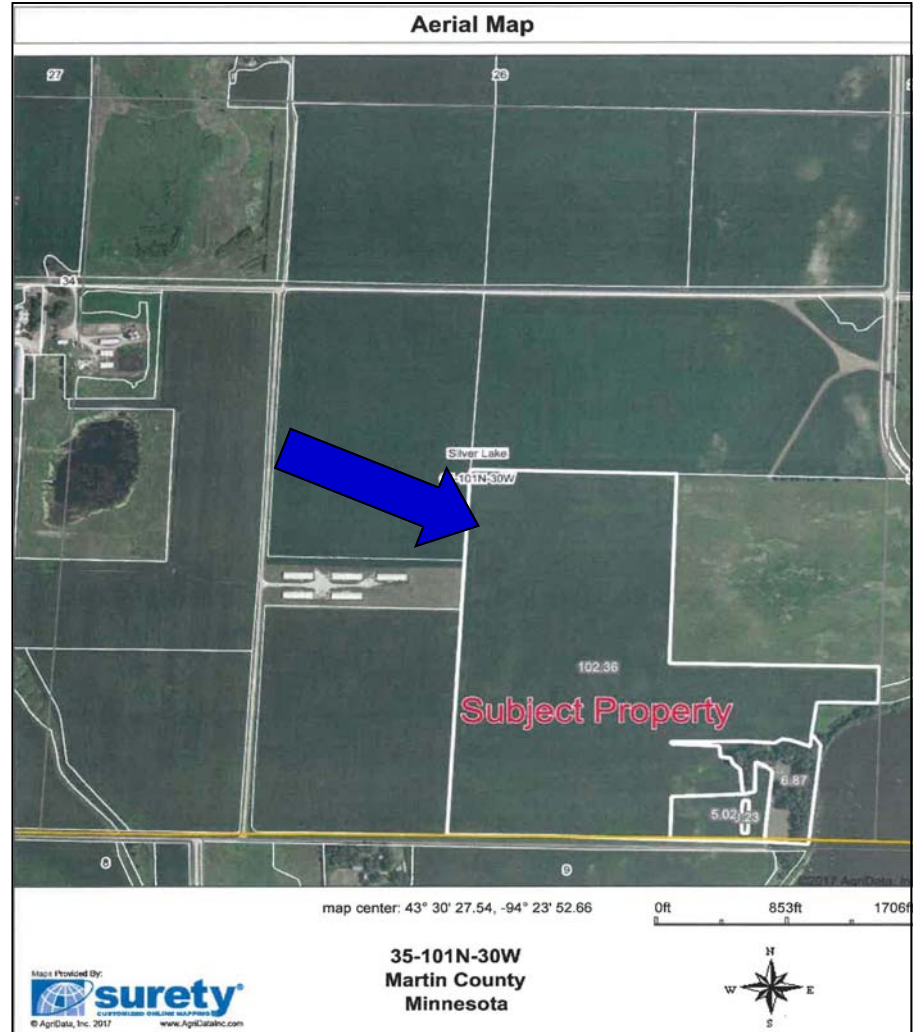 Aerial Map
27
26
34
Silver Lake
-101N-30W
102.36
Subject Property
6.87
5.02
.23
8
9
©2017 AgriData, Inc
map center: 43° 30' 27.54, -94° 23' 52.66
0ft 853ft 1706ft
35-101N-30W
Martin County
Minnesota
Maps Provided By:
surety®
CUSTOMIZED ONLINE MAPPING
© AgriData, Inc. 2017 www.AgriDataInc.com
N
W E
S